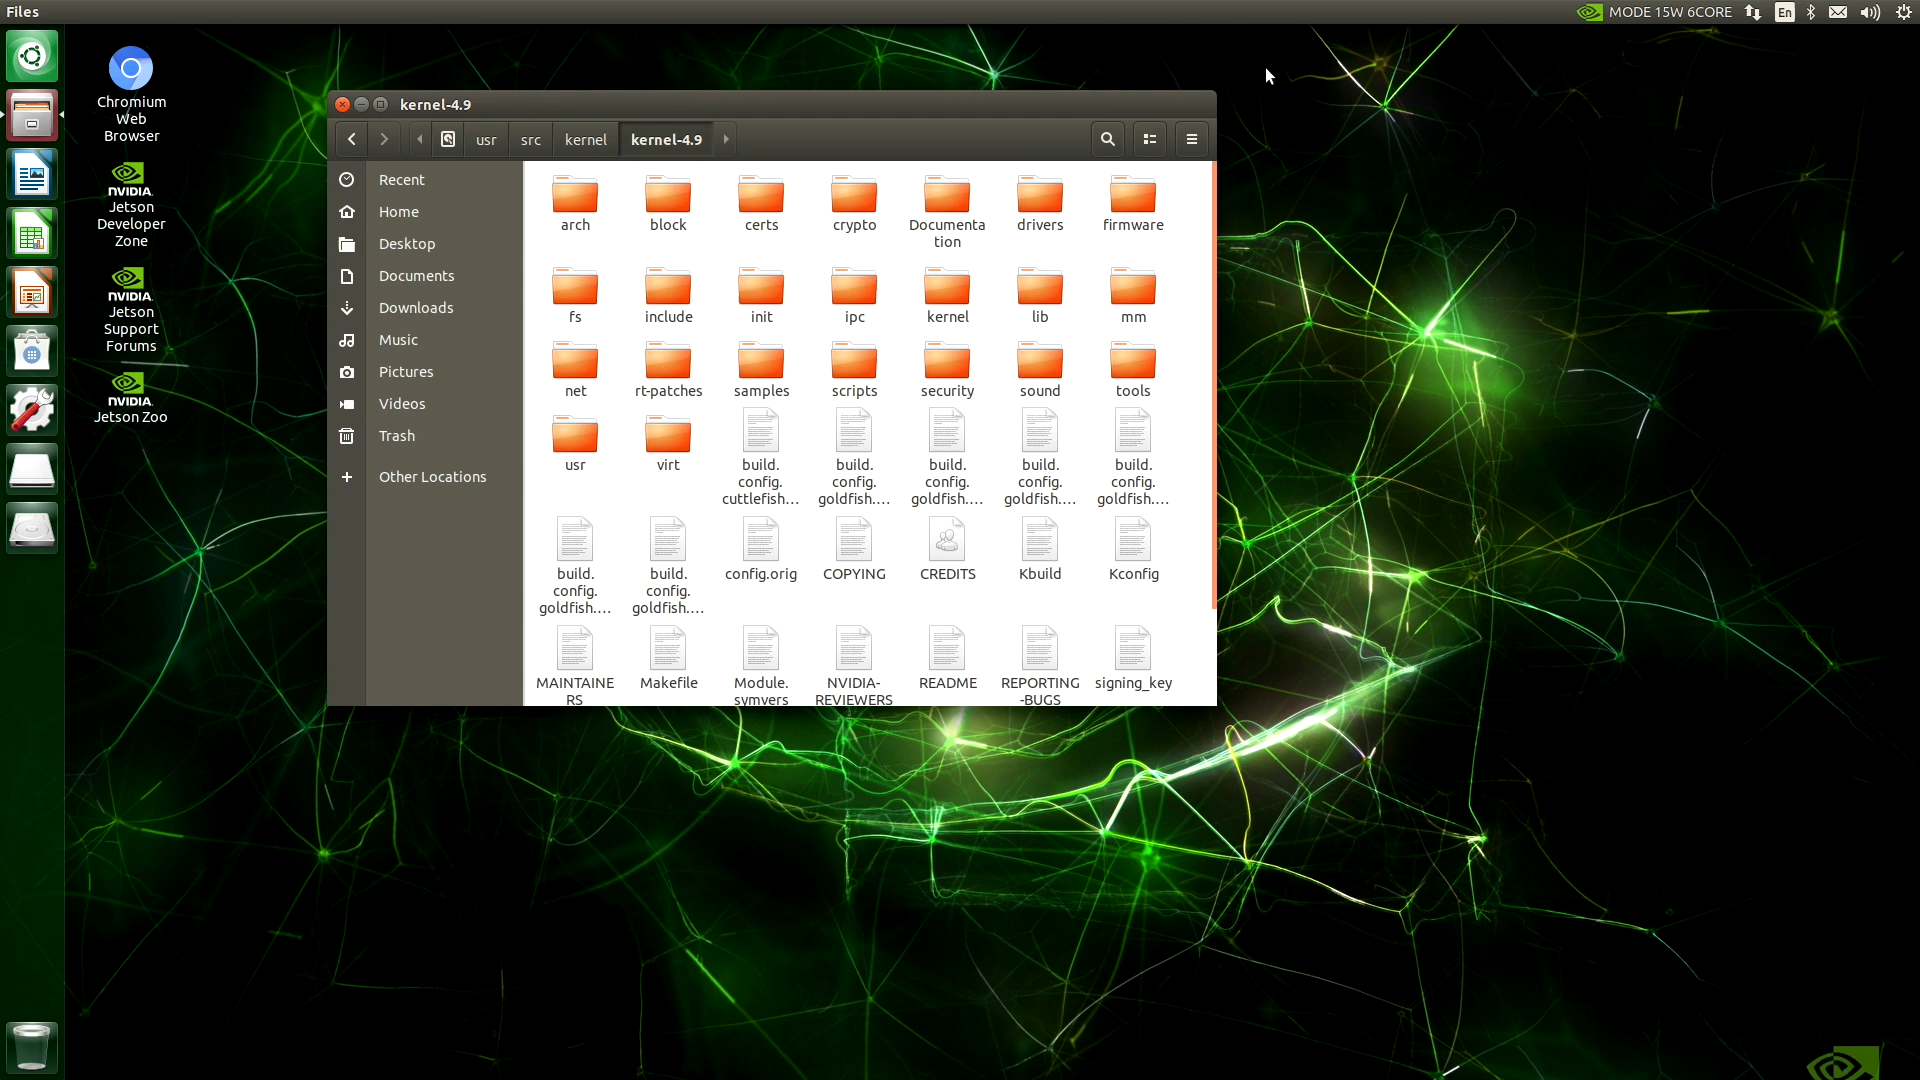 Files
MODE 15W 6CORE
En
Chromium
Web
Browser
NVIDIA.
Jetson
Developer
Zone
NVIDIA.
Jetson
Support
Forums
NVIDIA.
Jetson Zoo
kernel-4.9
usr
src
kernel
kernel-4.9
Recent
Home
Desktop
Documents
Downloads
Music
Pictures
Videos
Trash
Other Locations
arch
block
certs
crypto
Documenta
tion
drivers
firmware
fs
include
init
ipc
kernel
lib
mm
net
rt-patches
samples
scripts
security
sound
tools
usr
virt
build.
config.
cuttlefish...
build.
config.
goldfish....
build.
config.
goldfish....
build.
config.
goldfish....
build.
config.
goldfish....
build.
config.
goldfish....
build.
config.
goldfish....
config.orig
COPYING
CREDITS
Kbuild
Kconfig
MAINTAINE
RS
Makefile
Module.
symvers
NVIDIA-
REVIEWERS
README
REPORTING
-BUGS
signing_key